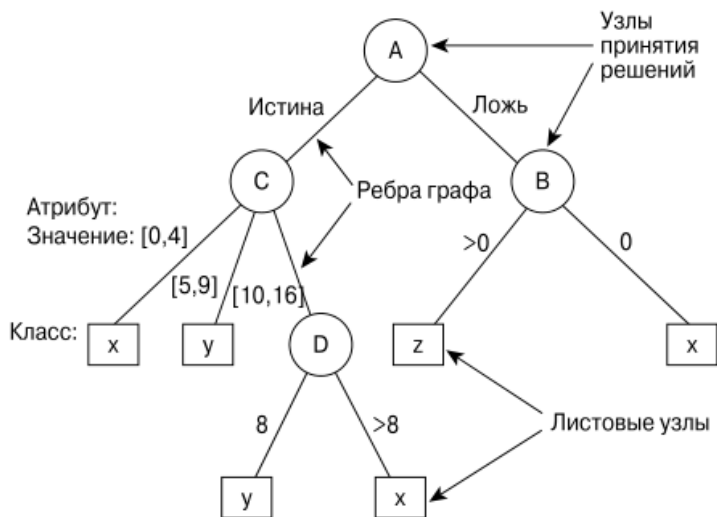 Узлы
принятия
решений
A
Истина
Ложь
C
Ребра графа
B
Атрибут:
Значение: [0,4]
[5,9]
[10,16]
>0
0
Класс:
x
y
D
z
x
8
>8
Листовые узлы
y
x